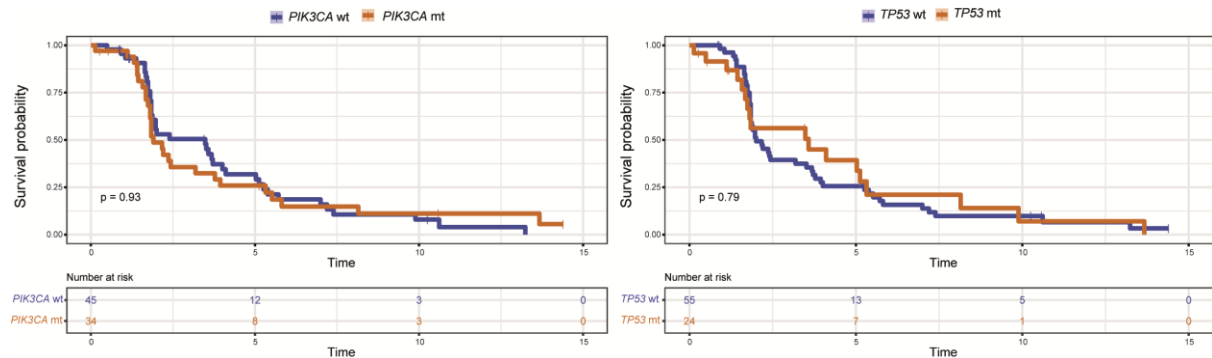 PIK3CA wt PIK3CA mt
Survival probability
1.00
0.75
0.50
0.25
0.00
p = 0.93
0 5 10 15
Time
Number at risk
PIK3CA wt 45 12 3 0
PIK3CA mt 34 8 3 0
0 5 10 15
Time
TP53 wt TP53 mt
Survival probability
1.00
0.75
0.50
0.25
0.00
p = 0.79
0 5 10 15
Time
Number at risk
TP53 wt 55 13 5 0
TP53 mt 24 7 1 0
0 5 10 15
Time